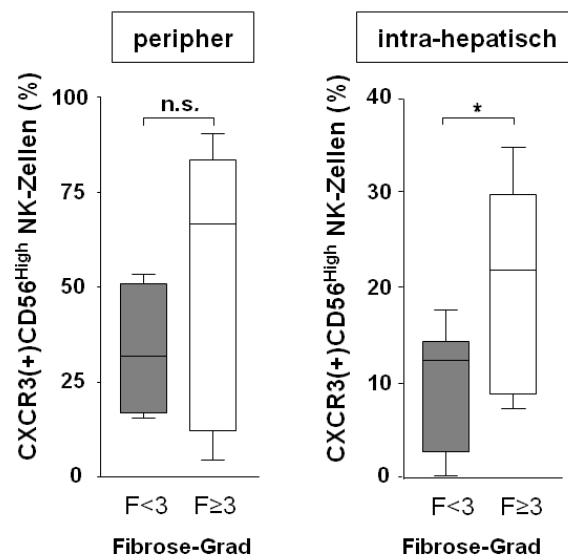 peripher
CXCR3(+)CD56High NK-Zellen (%)
100
75
50
25
0
n.s.
F<3 F≥3
Fibrose-Grad
intra-hepatisch
CXCR3(+)CD56High NK-Zellen (%)
40
30
20
10
0
*
F<3 F≥3
Fibrose-Grad